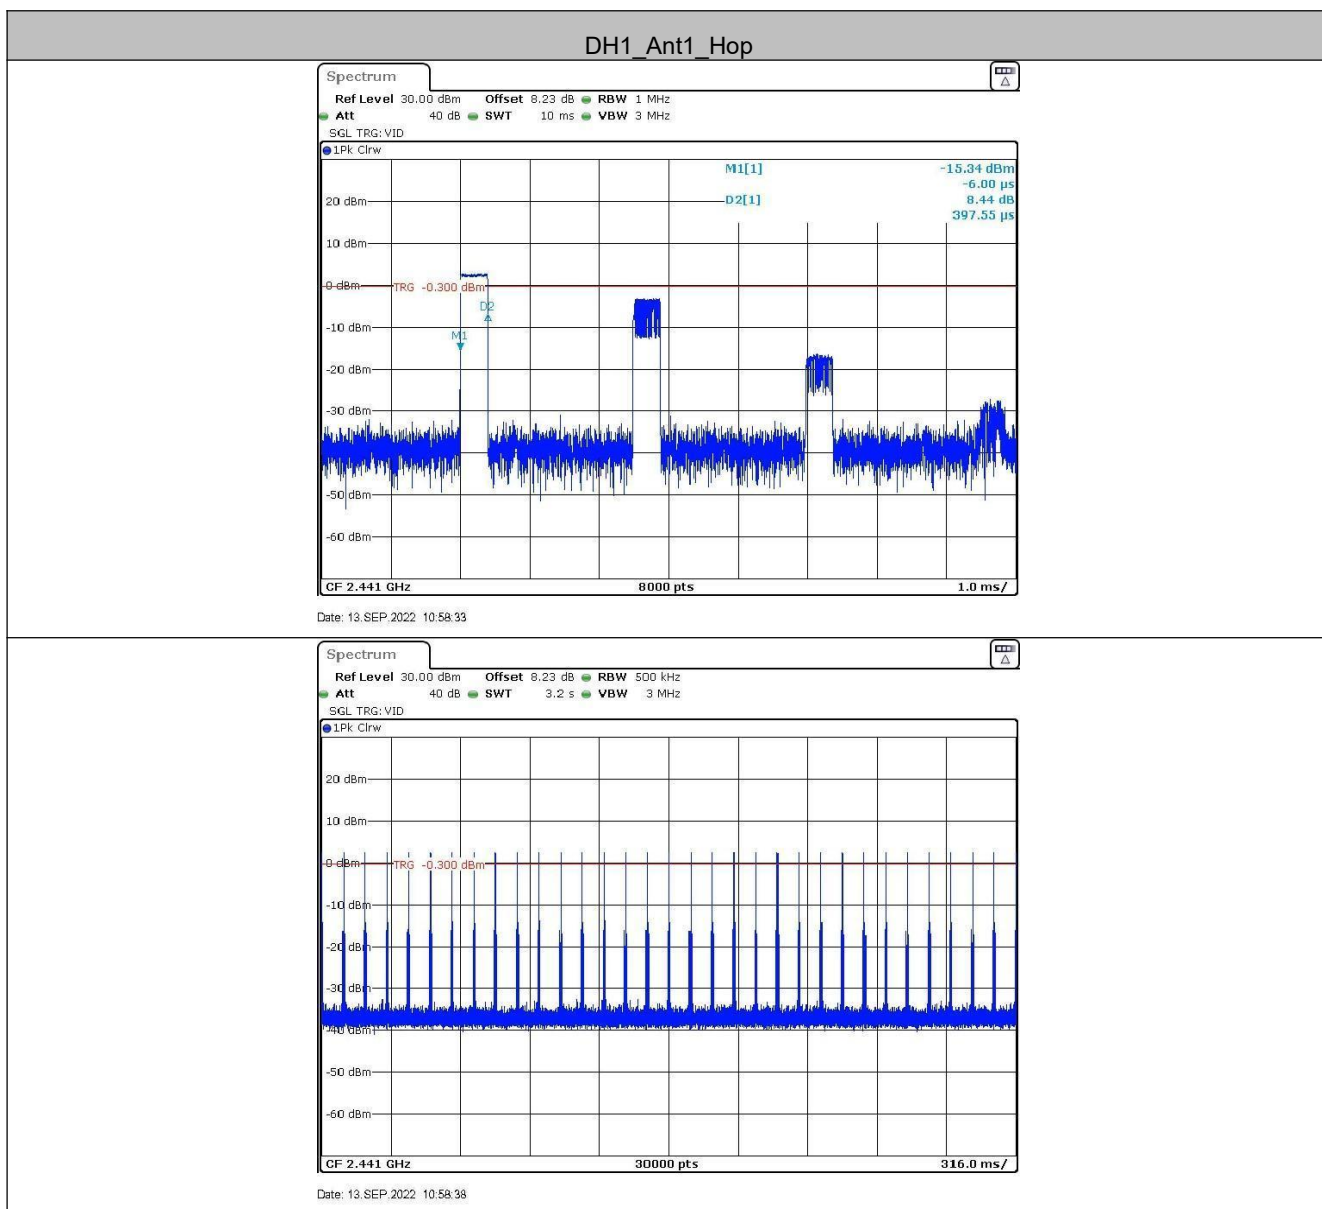 DH1_Ant1_Hop
Spectrum
Ref Level 30.00 dBm Offset 8.23 dB RBW 1 MHz
Att 40 dB SWT 10 ms VBW 3 MHz
SGL TRG: VID
1Pk Clrw
M1[1] -15.34 dBm
-6.00 µs
D2[1] 8.44 dB
397.55 µs
20 dBm
10 dBm
0 dBm
TRG -0.300 dBm
D2
-10 dBm
M1
-20 dBm
-30 dBm
-50 dBm
-60 dBm
CF 2.441 GHz 8000 pts 1.0 ms/
Date: 13.SEP.2022 10:58:33
Spectrum
Ref Level 30.00 dBm Offset 8.23 dB RBW 500 kHz
Att 40 dB SWT 3.2 s VBW 3 MHz
SGL TRG: VID
1Pk Clrw
20 dBm
10 dBm
0 dBm
TRG -0.300 dBm
-10 dBm
-20 dBm
-30 dBm
-40 dBm
-50 dBm
-60 dBm
CF 2.441 GHz 30000 pts 316.0 ms/
Date: 13.SEP.2022 10:58:38